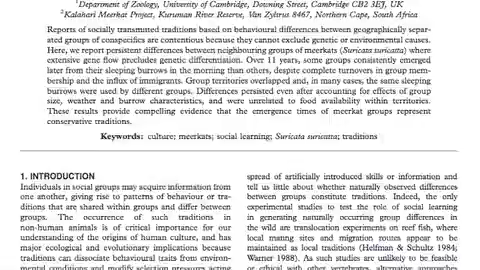 ¹Department of Zoology, University of Cambridge, Downing Street, Cambridge CB2 3EJ, UK
²Kalahari Meerkat Project, Kuruman River Reserve, Van Zylsrus 8467, Northern Cape, South Africa
Reports of socially transmitted traditions based on behavioural differences between geographically separ-
ated groups of conspecifics are contentious because they cannot exclude genetic or environmental causes.
Here, we report persistent differences between neighbouring groups of meerkats (Suricata suricatta) where
extensive gene flow precludes genetic differentiation. Over 11 years, some groups consistently emerged
later from their sleeping burrows in the morning than others, despite complete turnovers in group mem-
bership and the influx of immigrants. Group territories overlapped and, in many cases, the same sleeping
burrows were used by different groups. Differences persisted even after accounting for effects of group
size, weather and burrow characteristics, and were unrelated to food availability within territories.
These results provide compelling evidence that the emergence times of meerkat groups represent
conservative traditions.
Keywords: culture; meerkats; social learning; Suricata suricatta; traditions
1. INTRODUCTION
Individuals in social groups may acquire information from
one another, giving rise to patterns of behaviour or tra-
ditions that are shared within groups and differ between
groups. The occurrence of such traditions in
non-human animals is of critical importance for our
understanding of the origins of human culture, and has
major ecological and evolutionary implications because
traditions can dissociate behavioural traits from environ-
mental conditions and modify selection pressures acting
spread of artificially introduced skills or information and
tell us little about whether naturally observed differences
between groups constitute traditions. Indeed, the only
experimental studies to test the role of social learning
in generating naturally occurring group differences in
the wild are translocation experiments on reef fish, where
local mating sites and migration routes appear to be
maintained as local traditions (Helfman & Schultz 1984;
Warner 1988). As such studies are unlikely to be feasible
or ethical with other vertebrates, alternative approaches